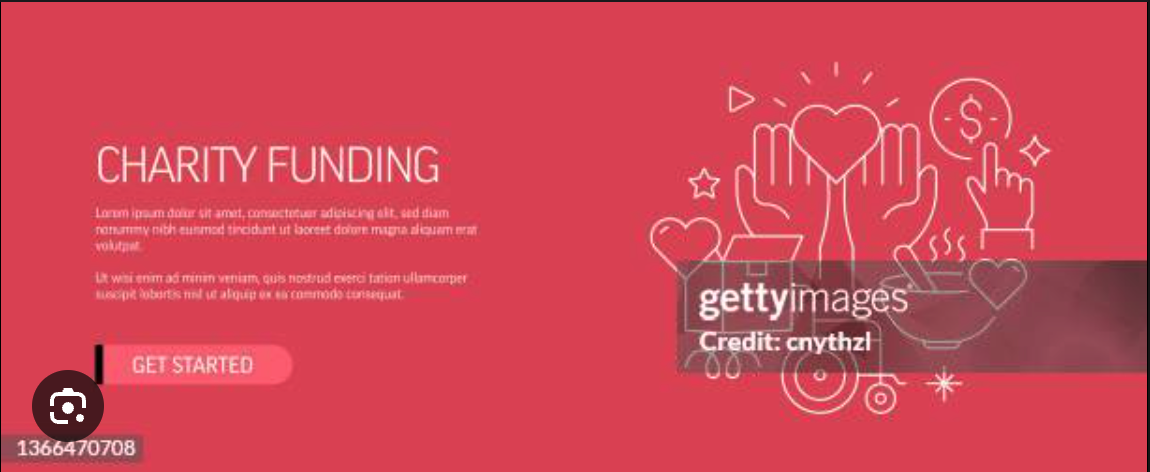 CHARITY FUNDING
Lorem ipsum dolor sit amet, consectetuer adipiscing elit, sed diam
nonummy nibh euismod tincidunt ut laoreet dolore magna aliquam erat
volutpat.
Ut wisi enim ad minim veniam, quis nostrud exerci tation ullamcorper
suscipit lobortis nisl ut aliquip ex ea commodo consequat.
GET STARTED
$
gettyimages
Credit: cnythzl
1366470708